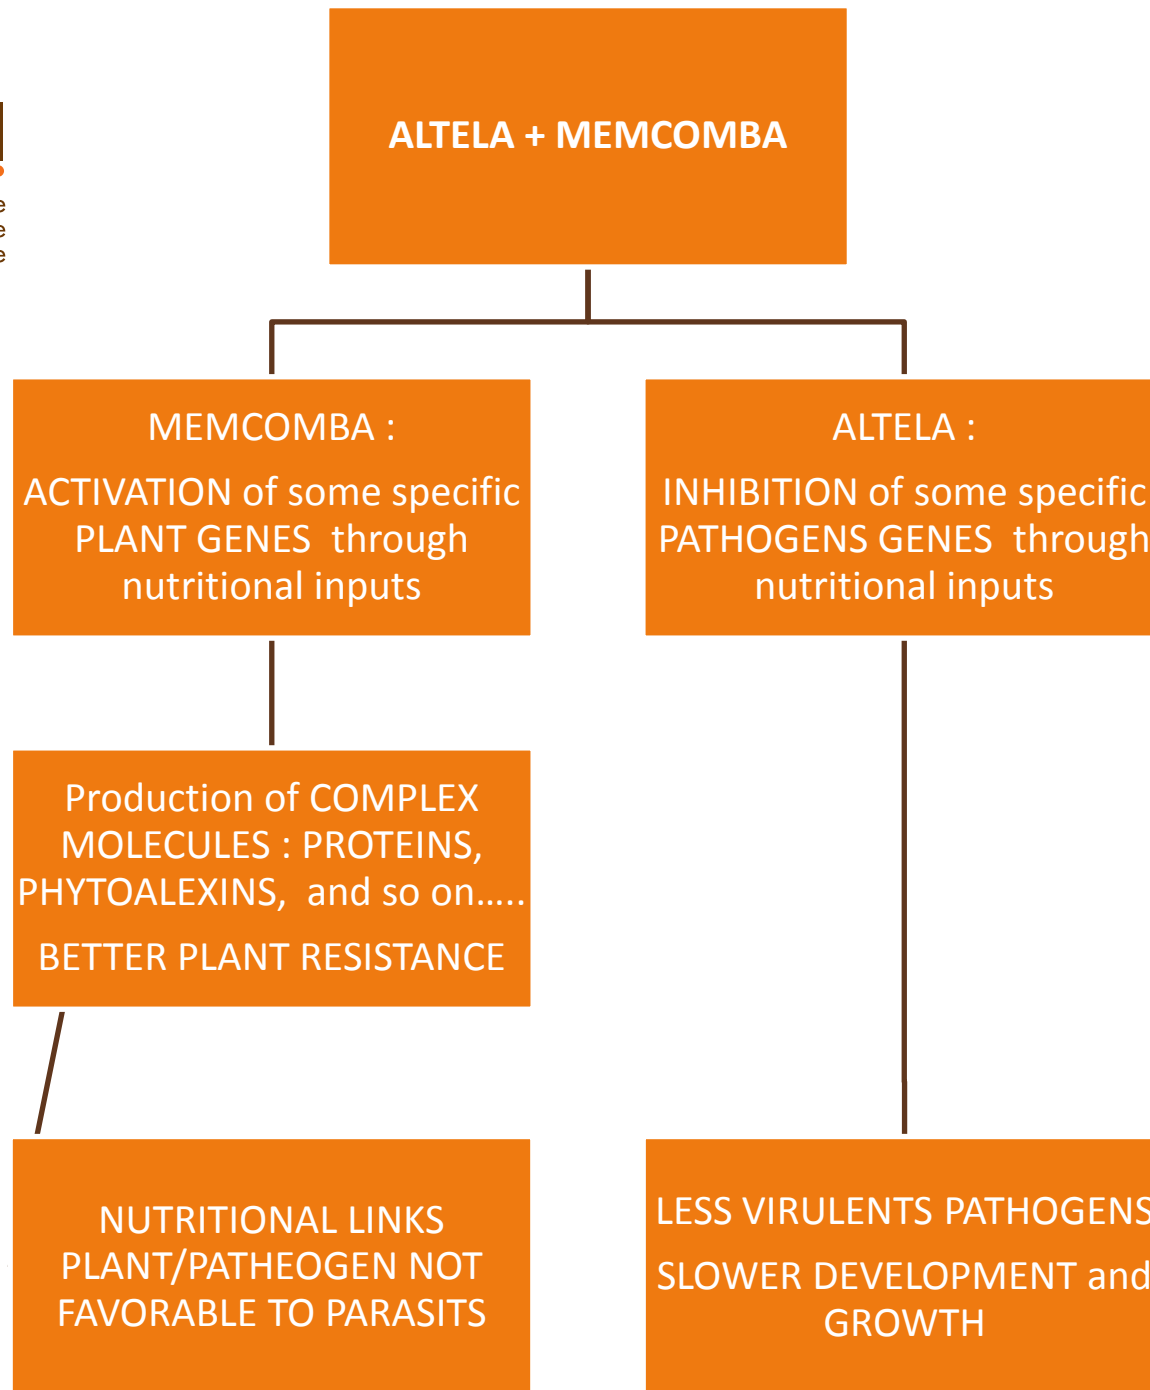 ALTELA + MEMCOMBA
e
e
e
MEMCOMBA :
ACTIVATION of some specific
PLANT GENES through
nutritional inputs
ALTELA :
INHIBITION of some specific
PATHOGENS GENES through
nutritional inputs
Production of COMPLEX
MOLECULES : PROTEINS,
PHYTOALEXINS, and so on.....
BETTER PLANT RESISTANCE
NUTRITIONAL LINKS
PLANT/PATHEOGEN NOT
FAVORABLE TO PARASITS
LESS VIRULENTS PATHOGENS
SLOWER DEVELOPMENT and
GROWTH